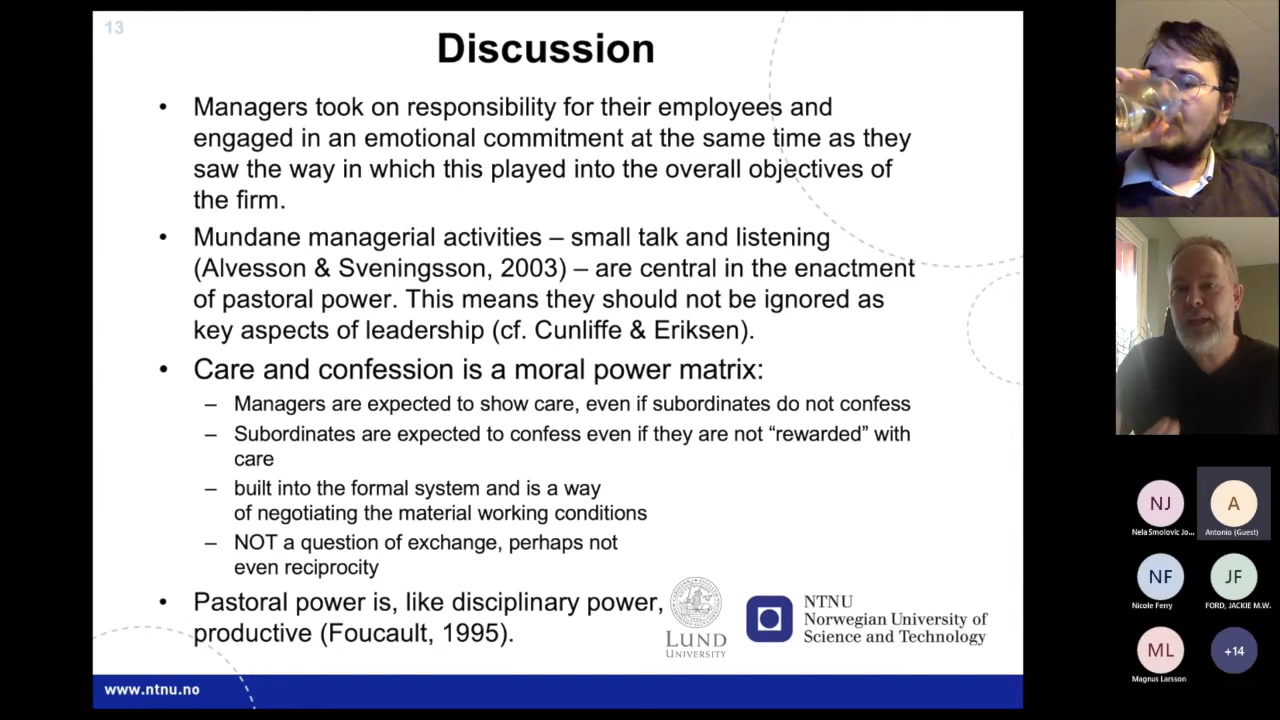 13
Discussion
• Managers took on responsibility for their employees and
engaged in an emotional commitment at the same time as they
saw the way in which this played into the overall objectives of
the firm.
• Mundane managerial activities – small talk and listening
(Alvesson & Sveningsson, 2003) – are central in the enactment
of pastoral power. This means they should not be ignored as
key aspects of leadership (cf. Cunliffe & Eriksen).
• Care and confession is a moral power matrix:
– Managers are expected to show care, even if subordinates do not confess
– Subordinates are expected to confess even if they are not “rewarded” with
care
– built into the formal system and is a way
of negotiating the material working conditions
– NOT a question of exchange, perhaps not
even reciprocity
• Pastoral power is, like disciplinary power,
productive (Foucault, 1995).
LUND
UNIVERSITY
NTNU
Norwegian University of
Science and Technology
www.ntnu.no
NJ
Nela Smolovic Jo...
A
Antonio (Guest)
NF
Nicole Ferry
JF
FORD, JACKIE M.W.
ML
Magnus Larsson
+14